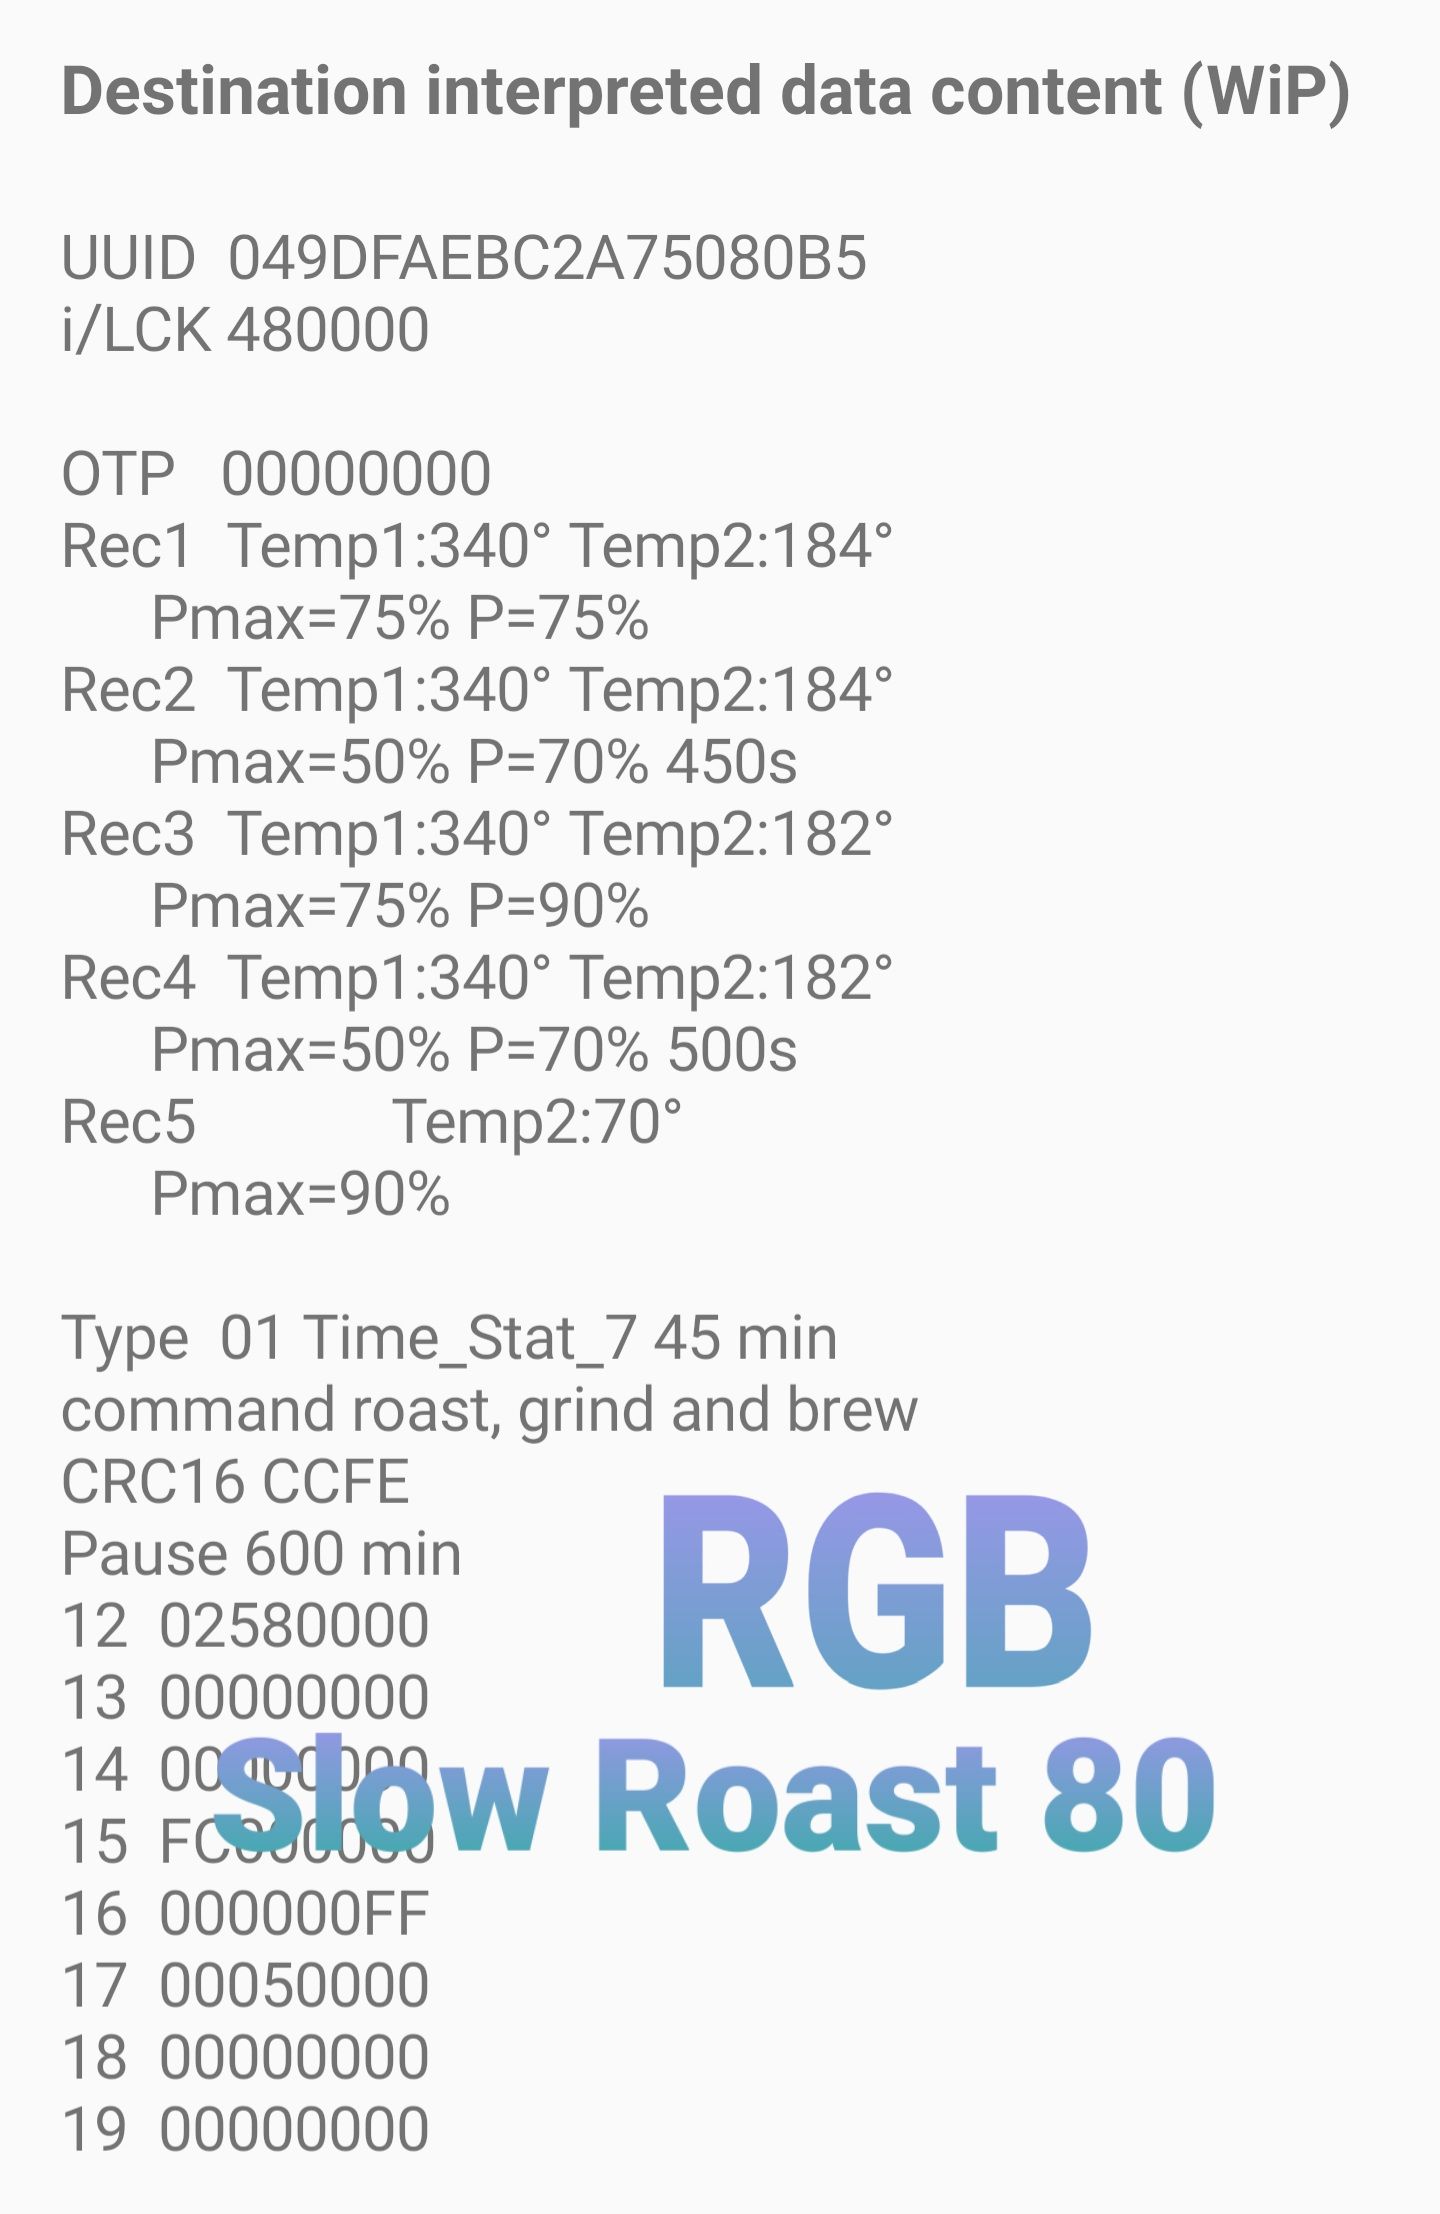 Destination interpreted data content (WiP)
UUID 049DFAEBC2A75080B5
i/LCK 480000
OTP 00000000
Rec1 Temp1:340° Temp2:184°
Pmax=75% P=75%
Rec2 Temp1:340° Temp2:184°
Pmax=50% P=70% 450s
Rec3 Temp1:340° Temp2:182°
Pmax=75% P=90%
Rec4 Temp1:340° Temp2:182°
Pmax=50% P=70% 500s
Rec5 Temp2:70°
Pmax=90%
Type 01 Time_Stat_7 45 min
command roast, grind and brew
CRC16 CCFE
Pause 600 min
RGB
12 02580000
13 00000000
14 00000000
Slow Roast 80
15 FC000000
16 000000FF
17 00050000
18 00000000
19 00000000